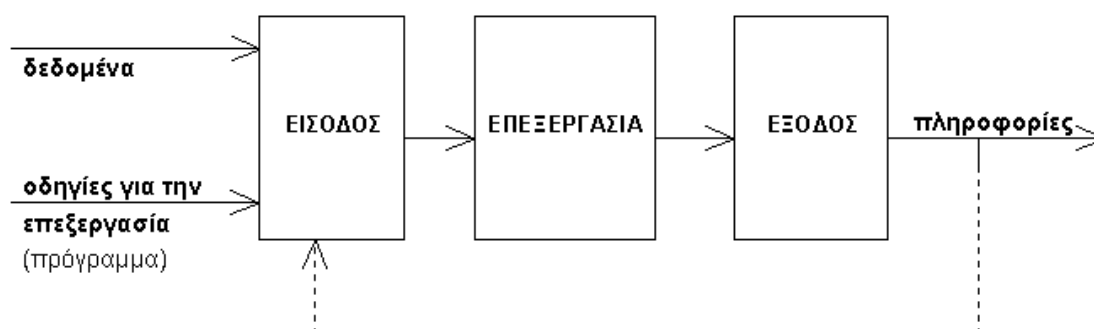 δεδομένα
ΕΙΣΟΔΟΣ
ΕΠΕΞΕΡΓΑΣΙΑ
ΕΞΟΔΟΣ
πληροφορίες
οδηγίες για την
επεξεργασία
(πρόγραμμα)